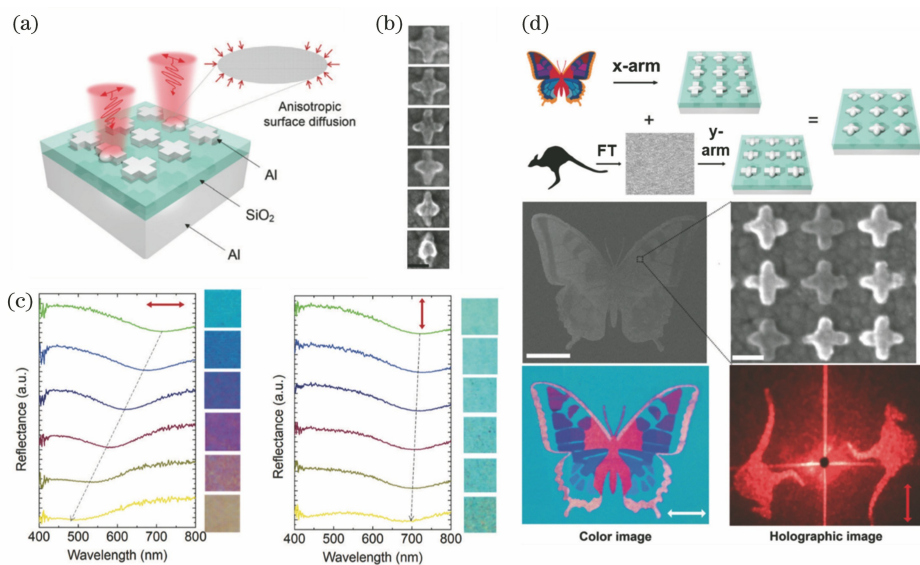 (a)
Anisotropic
surface diffusion
Al
SiO₂
Al
(b)
(c)
Reflectance (a.u.)
400 500 600 700 800
Wavelength (nm)
Reflectance (a.u.)
400 500 600 700 800
Wavelength (nm)
(d)
x-arm
+
=
FT
y-
arm
Color image
Holographic image